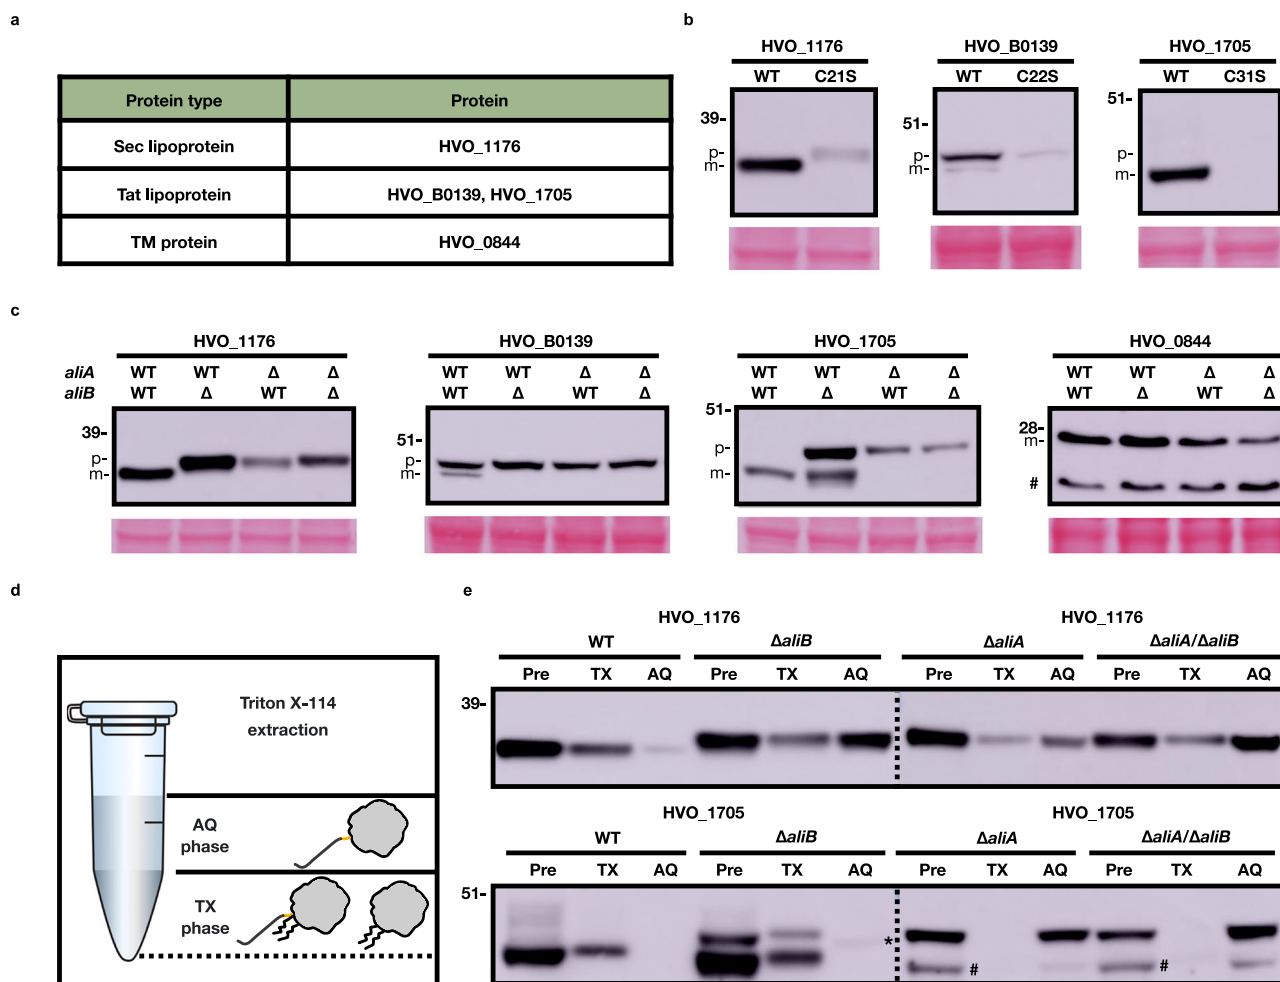 a
Protein type Protein
Sec lipoprotein HVO_1176
Tat lipoprotein HVO_B0139, HVO_1705
TM protein HVO_0844
b
HVO_1176 HVO_B0139 HVO_1705
WT C21S WT C22S WT C31S
39- 51- 51-
p- p-
m- m- m-
c
HVO_1176 HVO_B0139 HVO_1705 HVO_0844
aliA WT WT Δ Δ WT WT Δ Δ WT WT Δ Δ WT WT Δ Δ
aliB WT Δ WT Δ WT Δ WT Δ WT Δ WT Δ WT Δ WT Δ
39- 51- 51- 28-
p- p- p- m-
m- m- m- #
d
Triton X-114
extraction
AQ
phase
TX
phase
e
HVO_1176 HVO_1176
WT ΔaliB ΔaliA ΔaliA/ΔaliB
Pre TX AQ Pre TX AQ Pre TX AQ Pre TX AQ
39-
HVO_1705 HVO_1705
WT ΔaliB ΔaliA ΔaliA/ΔaliB
Pre TX AQ Pre TX AQ Pre TX AQ Pre TX AQ
51-
* # #